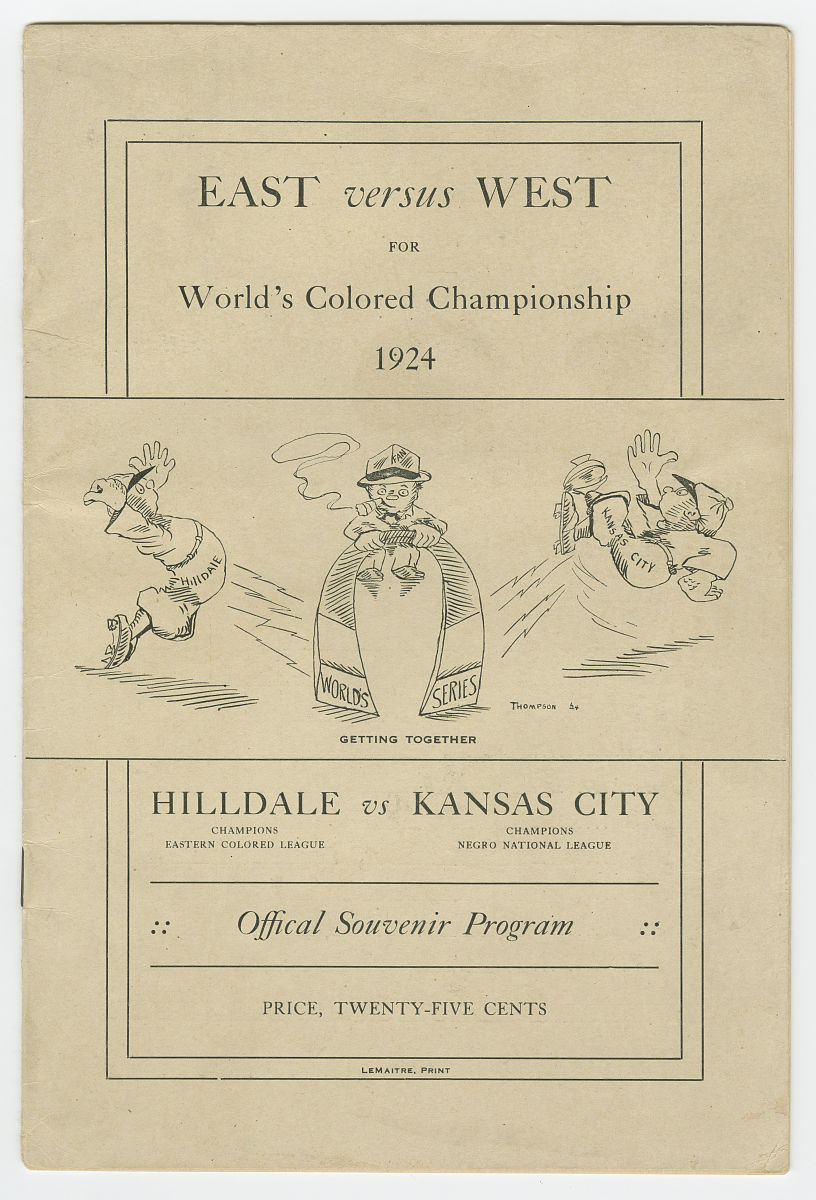 EAST versus WEST
FOR
World's Colored Championship
1924
FAN
HILLDALE
KANSAS CITY
WORLD'S SERIES
THOMPSON 24
GETTING TOGETHER
HILLDALE vs KANSAS CITY
CHAMPIONS
EASTERN COLORED LEAGUE
CHAMPIONS
NEGRO NATIONAL LEAGUE
:: Offical Souvenir Program ::
PRICE, TWENTY-FIVE CENTS
LEMAITRE, PRINT